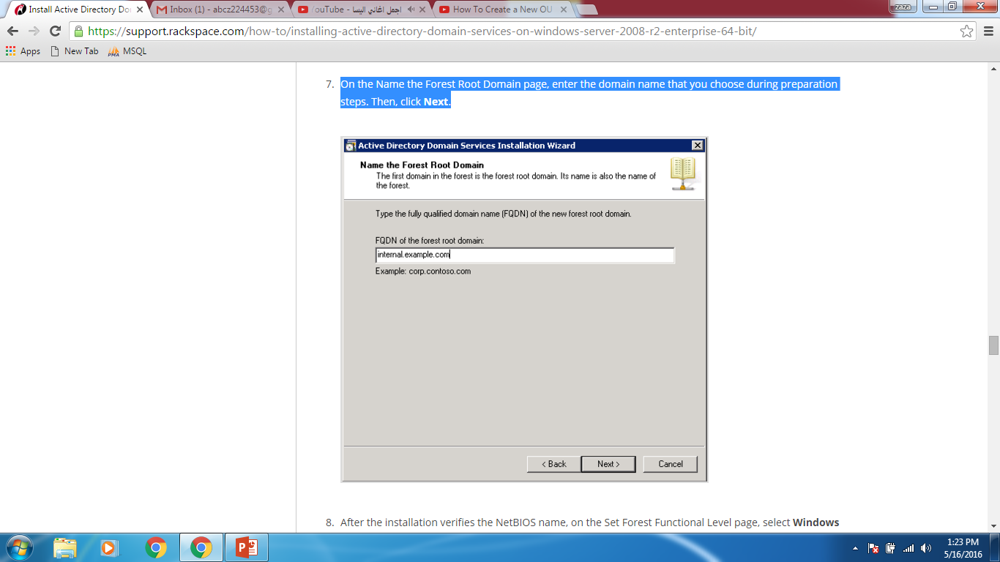 Install Active Directory Do
Inbox (1) - abcz224453@g
اجمل اغاني اليسا - YouTube
How To Create a New OU
zaza
https://support.rackspace.com/how-to/installing-active-directory-domain-services-on-windows-server-2008-r2-enterprise-64-bit/
Apps New Tab MSQL
7. On the Name the Forest Root Domain page, enter the domain name that you choose during preparation
steps. Then, click Next.
Active Directory Domain Services Installation Wizard
Name the Forest Root Domain
The first domain in the forest is the forest root domain. Its name is also the name of
the forest.
Type the fully qualified domain name (FQDN) of the new forest root domain.
FQDN of the forest root domain:
internal.example.com
Example: corp.contoso.com
< Back Next > Cancel
8. After the installation verifies the NetBIOS name, on the Set Forest Functional Level page, select Windows
1:23 PM
5/16/2016